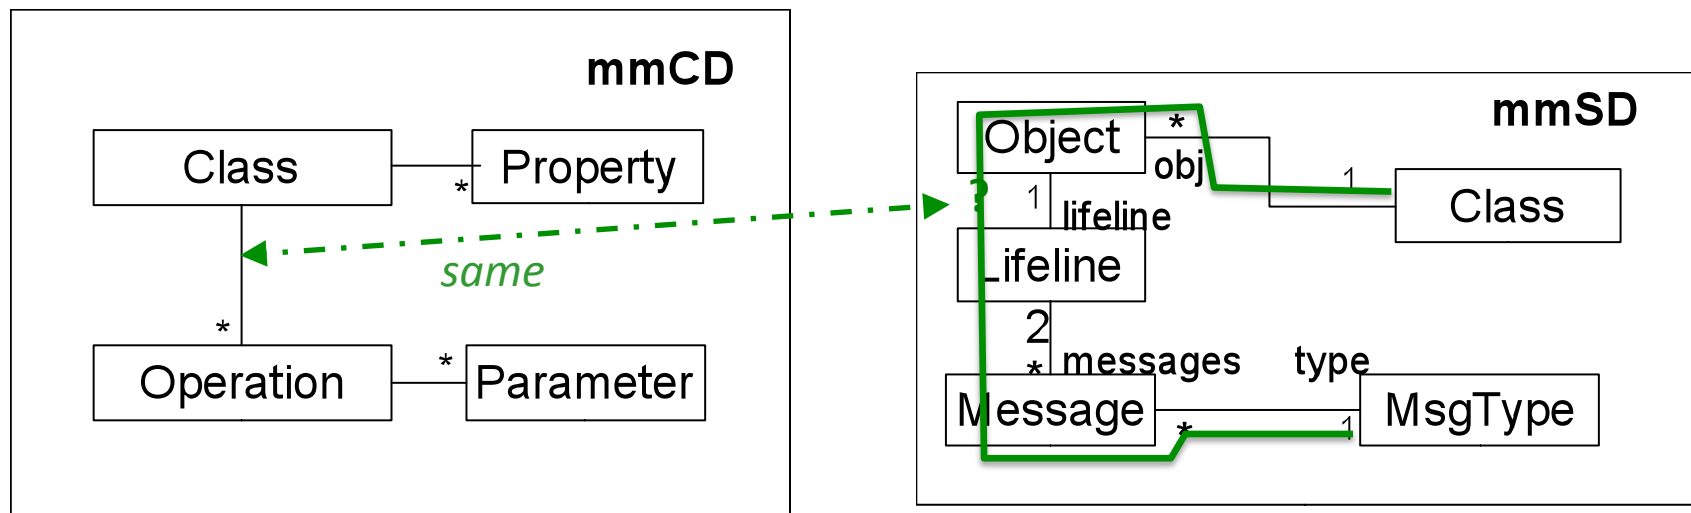 mmCD
Class
Property
*
same
*
Operation
*
Parameter
mmSD
Object
*
obj
1
Class
?
1
lifeline
Lifeline
2
*
messages
type
Message
*
1
MsgType